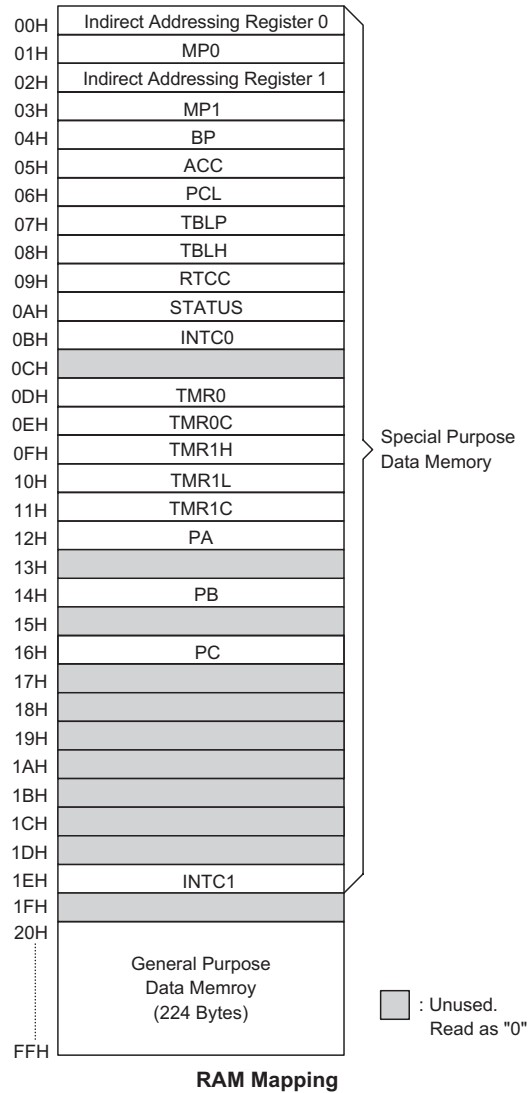 00H Indirect Addressing Register 0
01H MP0
02H Indirect Addressing Register 1
03H MP1
04H BP
05H ACC
06H PCL
07H TBLP
08H TBLH
09H RTCC
0AH STATUS
0BH INTC0
0CH
0DH TMR0
0EH TMR0C
0FH TMR1H
10H TMR1L
11H TMR1C
12H PA
13H
14H PB
15H
16H PC
17H
18H
19H
1AH
1BH
1CH
1DH
1EH INTC1
1FH
20H
Special Purpose
Data Memory
General Purpose
Data Memroy
(224 Bytes)
FFH
: Unused.
Read as "0"
RAM Mapping